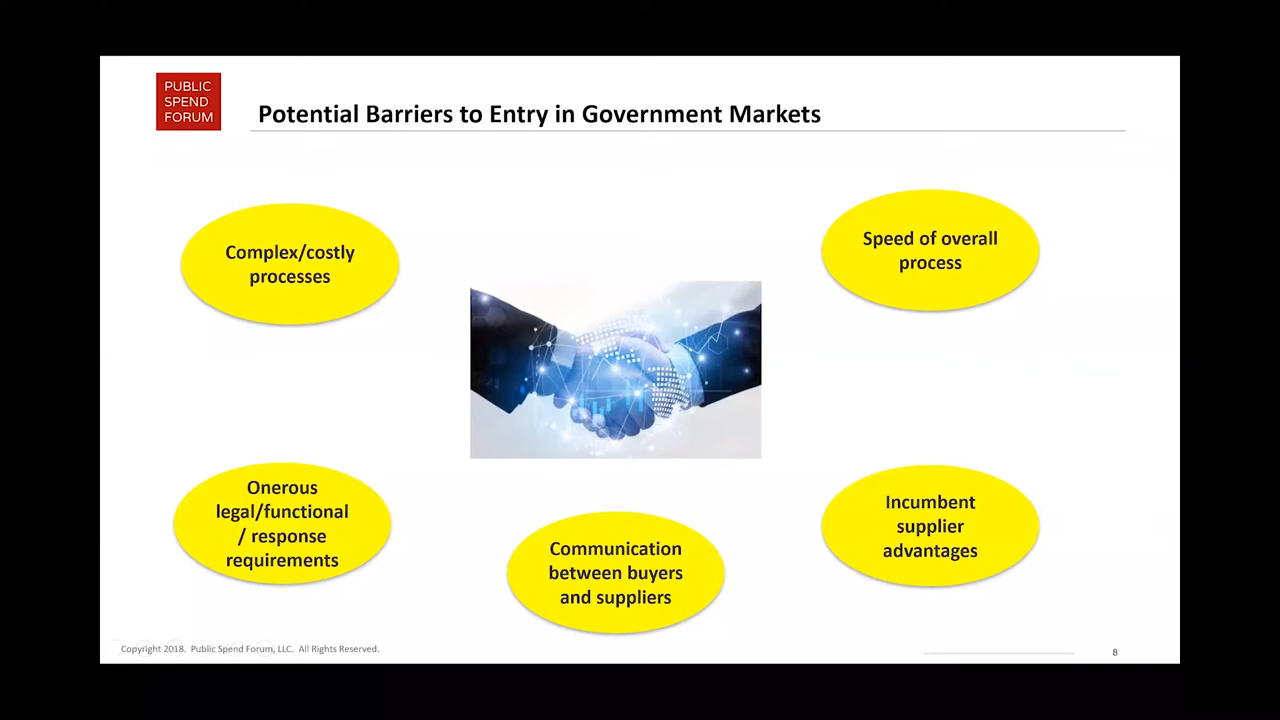 PUBLIC
SPEND
FORUM
Potential Barriers to Entry in Government Markets
Complex/costly
processes
Speed of overall
process
Onerous
legal/functional
/ response
requirements
Communication
between buyers
and suppliers
Incumbent
supplier
advantages
Copyright 2018.  Public Spend Forum, LLC.  All Rights Reserved.
8